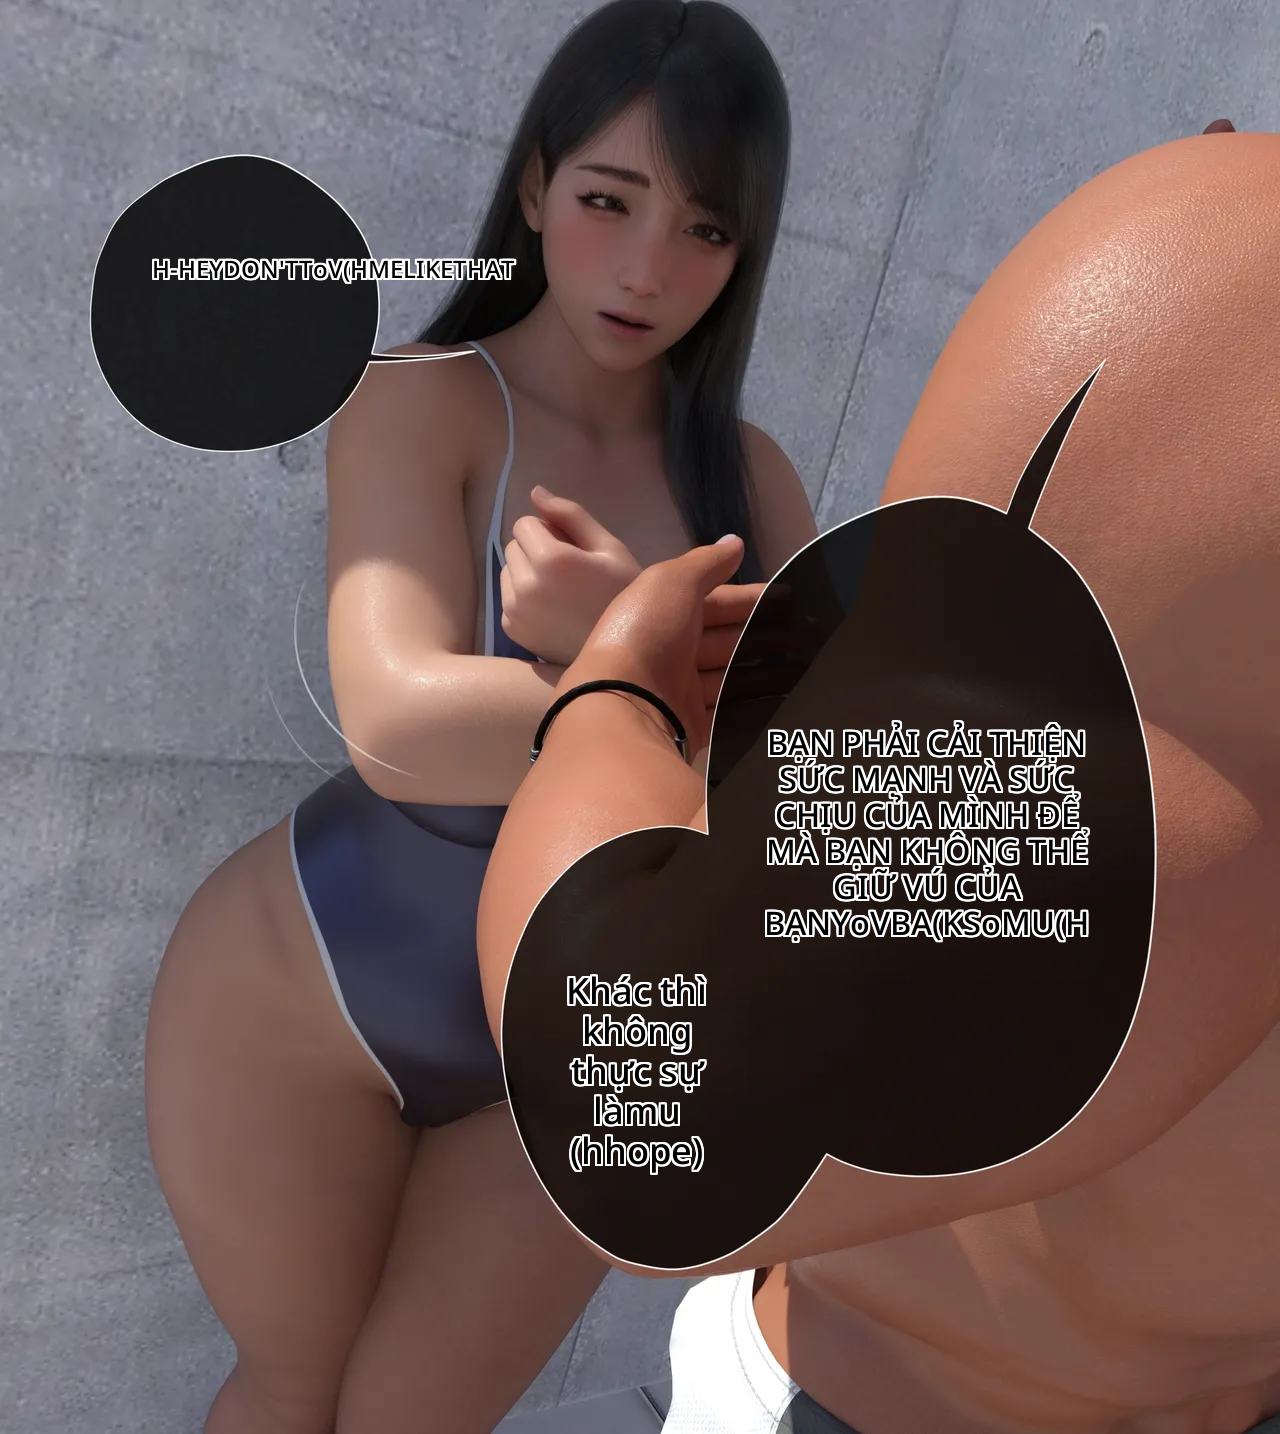 H-HEYDON'TToV(HMELIKETHAT
BẠN PHẢI CẢI THIỆN
SỨC MẠNH VÀ SỨC
CHỊU CỦA MÌNH ĐỂ
MÀ BẠN KHÔNG THỂ
GIỮ VÚ CỦA
BẠNYoVBA(KSoMU(H
Khác thì
không
thực sự
làmu
(hhope)